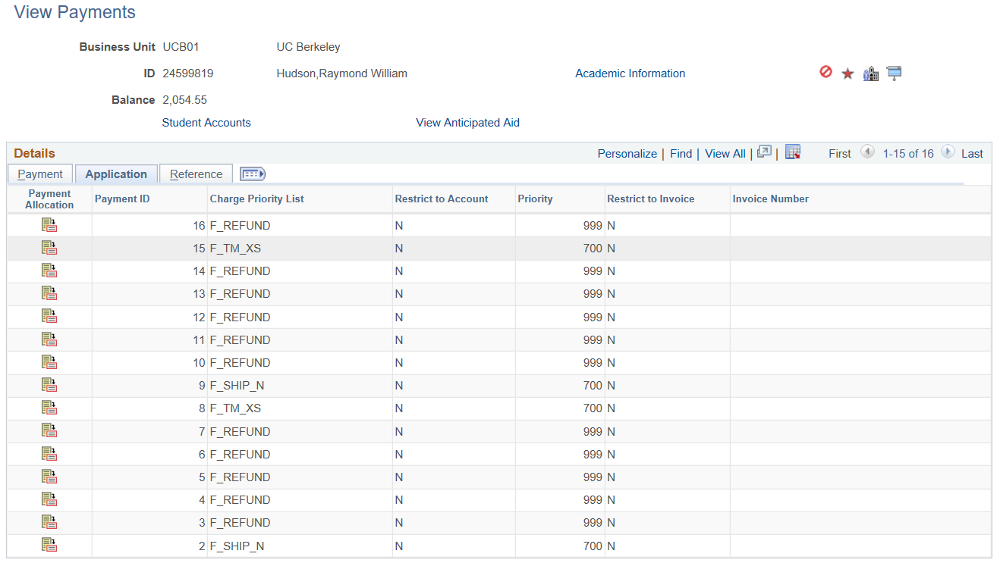 View Payments
Business Unit UCB01 UC Berkeley
ID 24599819 Hudson,Raymond William Academic Information
Balance 2,054.55
Student Accounts View Anticipated Aid
Details Personalize | Find | View All | | First 1-15 of 16 Last
Payment Application Reference
Payment Allocation Payment ID Charge Priority List Restrict to Account Priority Restrict to Invoice Invoice Number
16 F_REFUND N 999 N
15 F_TM_XS N 700 N
14 F_REFUND N 999 N
13 F_REFUND N 999 N
12 F_REFUND N 999 N
11 F_REFUND N 999 N
10 F_REFUND N 999 N
9 F_SHIP_N N 700 N
8 F_TM_XS N 700 N
7 F_REFUND N 999 N
6 F_REFUND N 999 N
5 F_REFUND N 999 N
4 F_REFUND N 999 N
3 F_REFUND N 999 N
2 F_SHIP_N N 700 N